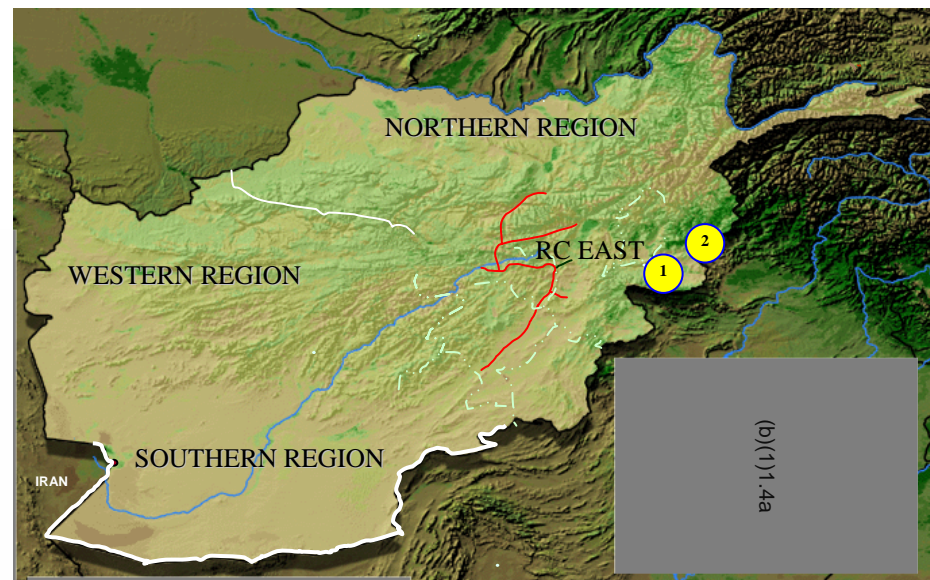 NORTHERN REGION
RC EAST
2
1
WESTERN REGION
SOUTHERN REGION
IRAN
(b)(1)1.4a